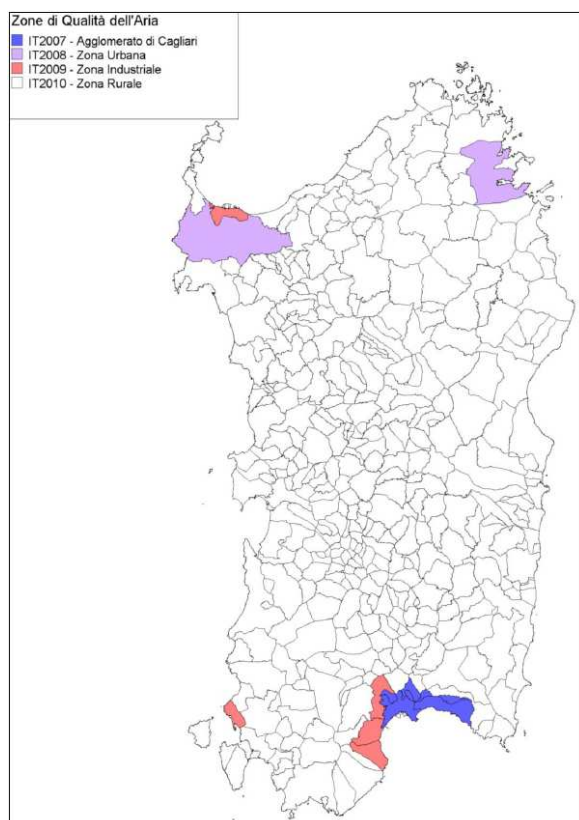 Zone di Qualità dell'Aria
IT2007 - Agglomerato di Cagliari
IT2008 - Zona Urbana
IT2009 - Zona Industriale
IT2010 - Zona Rurale